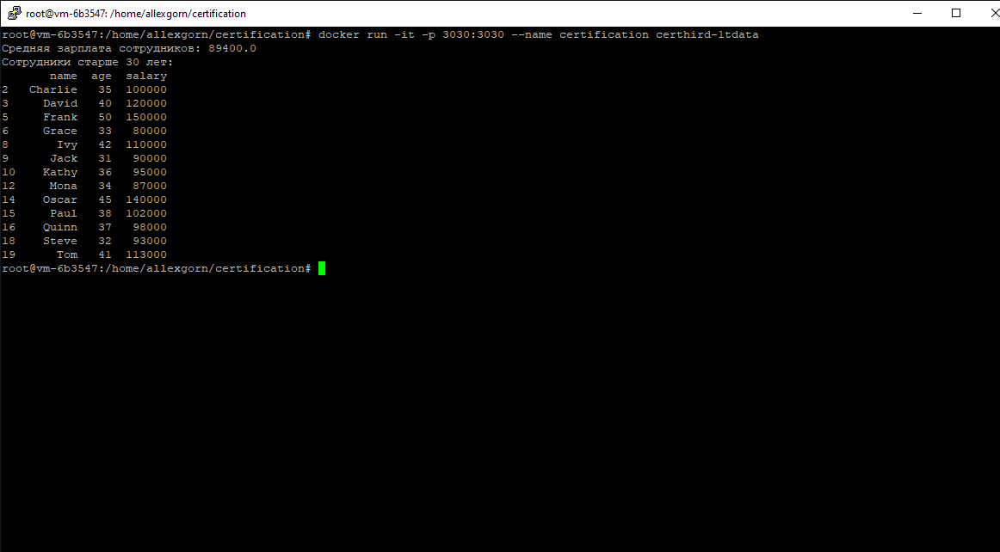 root@vm-6b3547: /home/allexgorn/certification
root@vm-6b3547:/home/allexgorn/certification# docker run -it -p 3030:3030 --name certification certhird-ltdata
Средняя зарплата сотрудников: 89400.0
Сотрудники старше 30 лет:
name age salary
2 Charlie 35 100000
3 David 40 120000
5 Frank 50 150000
6 Grace 33 80000
8 Ivy 42 110000
9 Jack 31 90000
10 Kathy 36 95000
12 Mona 34 87000
14 Oscar 45 140000
15 Paul 38 102000
16 Quinn 37 98000
18 Steve 32 93000
19 Tom 41 113000
root@vm-6b3547:/home/allexgorn/certification#